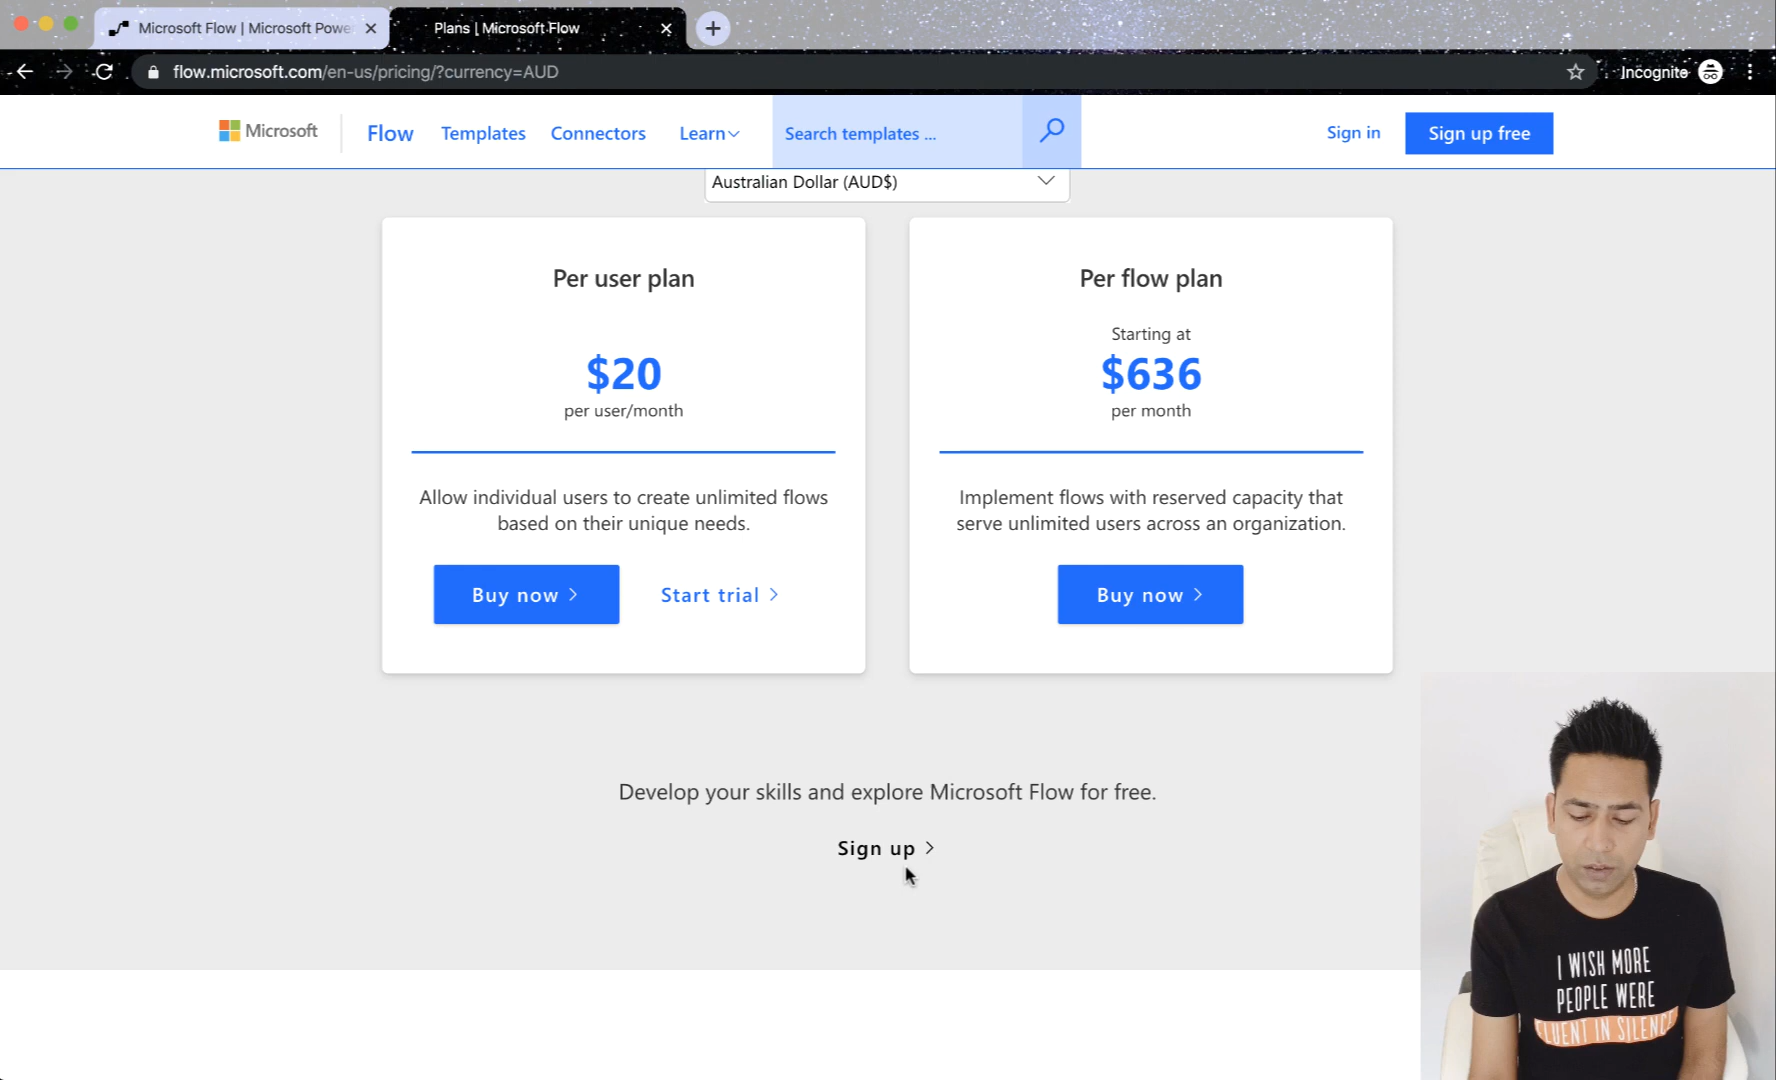 Microsoft Flow | Microsoft Powe
Plans | Microsoft Flow
flow.microsoft.com/en-us/pricing/?currency=AUD
Incognito
Microsoft
Flow
Templates
Connectors
Learn
Search templates ...
Sign in
Sign up free
Australian Dollar (AUD$)
Per user plan
$20
per user/month
Allow individual users to create unlimited flows
based on their unique needs.
Buy now
Start trial
Per flow plan
Starting at
$636
per month
Implement flows with reserved capacity that
serve unlimited users across an organization.
Buy now
Develop your skills and explore Microsoft Flow for free.
Sign up
I WISH MORE
PEOPLE WERE
FLUENT IN SILENCE